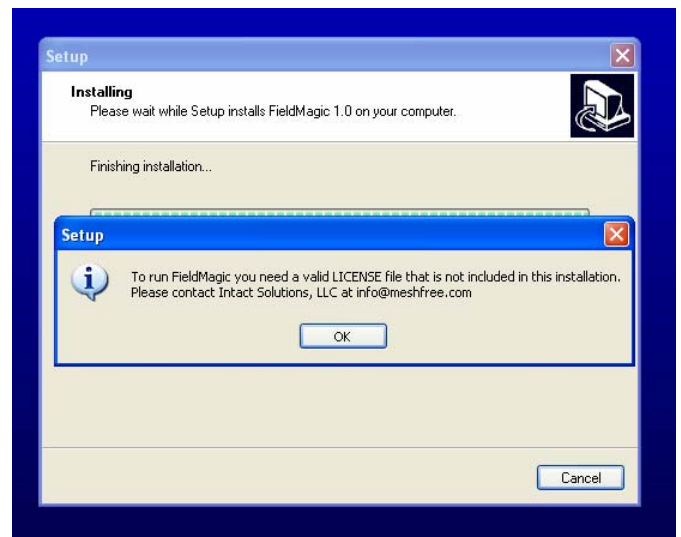 Setup
Installing
Please wait while Setup installs FieldMagic 1.0 on your computer.
Finishing installation...
Setup
To run FieldMagic you need a valid LICENSE file that is not included in this installation.
Please contact Intact Solutions, LLC at info@meshfree.com
OK
Cancel